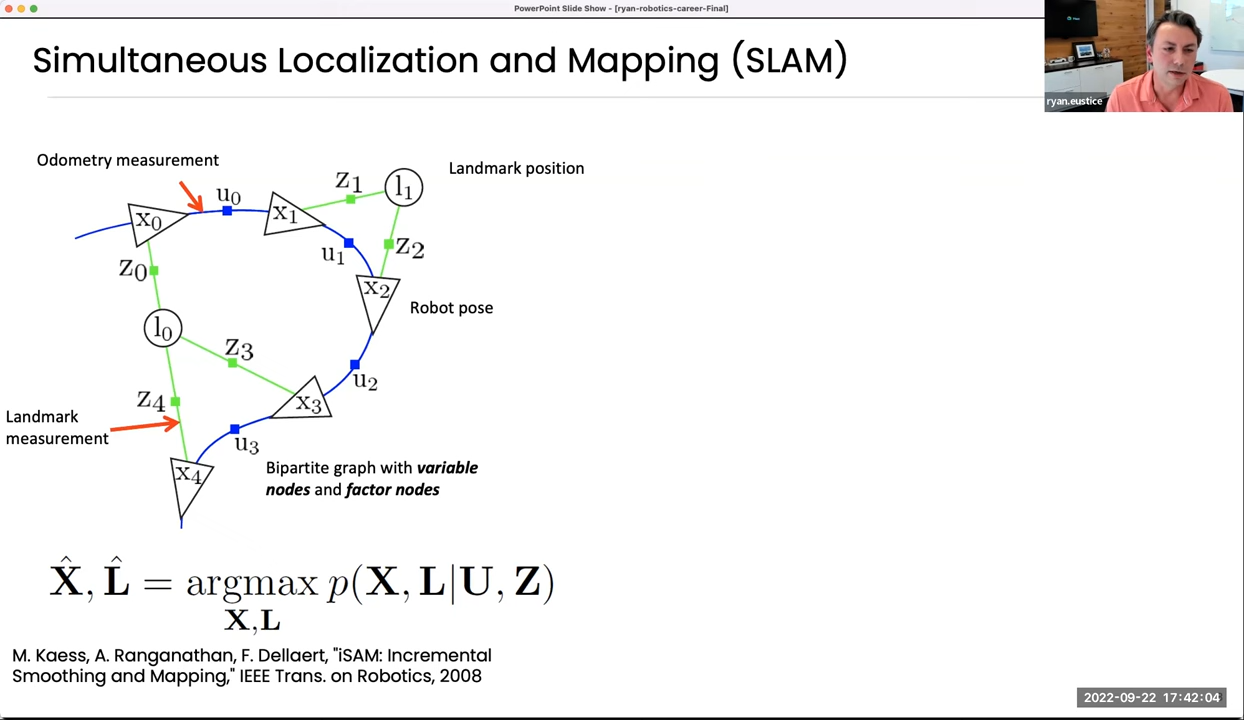 PowerPoint Slide Show - [ryan-robotics-career-Final]
Simultaneous Localization and Mapping (SLAM)
ryan.eustice
Odometry measurement
Landmark position
u₀
z₁
l₁
x₀
x₁
u₁
z₂
z₀
x₂
Robot pose
l₀
z₃
u₂
z₄
x₃
Landmark
measurement
u₃
x₄
Bipartite graph with variable
nodes and factor nodes
X̂, L̂ = argmax p(X, L|U, Z)
X,L
M. Kaess, A. Ranganathan, F. Dellaert, "iSAM: Incremental
Smoothing and Mapping," IEEE Trans. on Robotics, 2008
2022-09-22 17:42:04